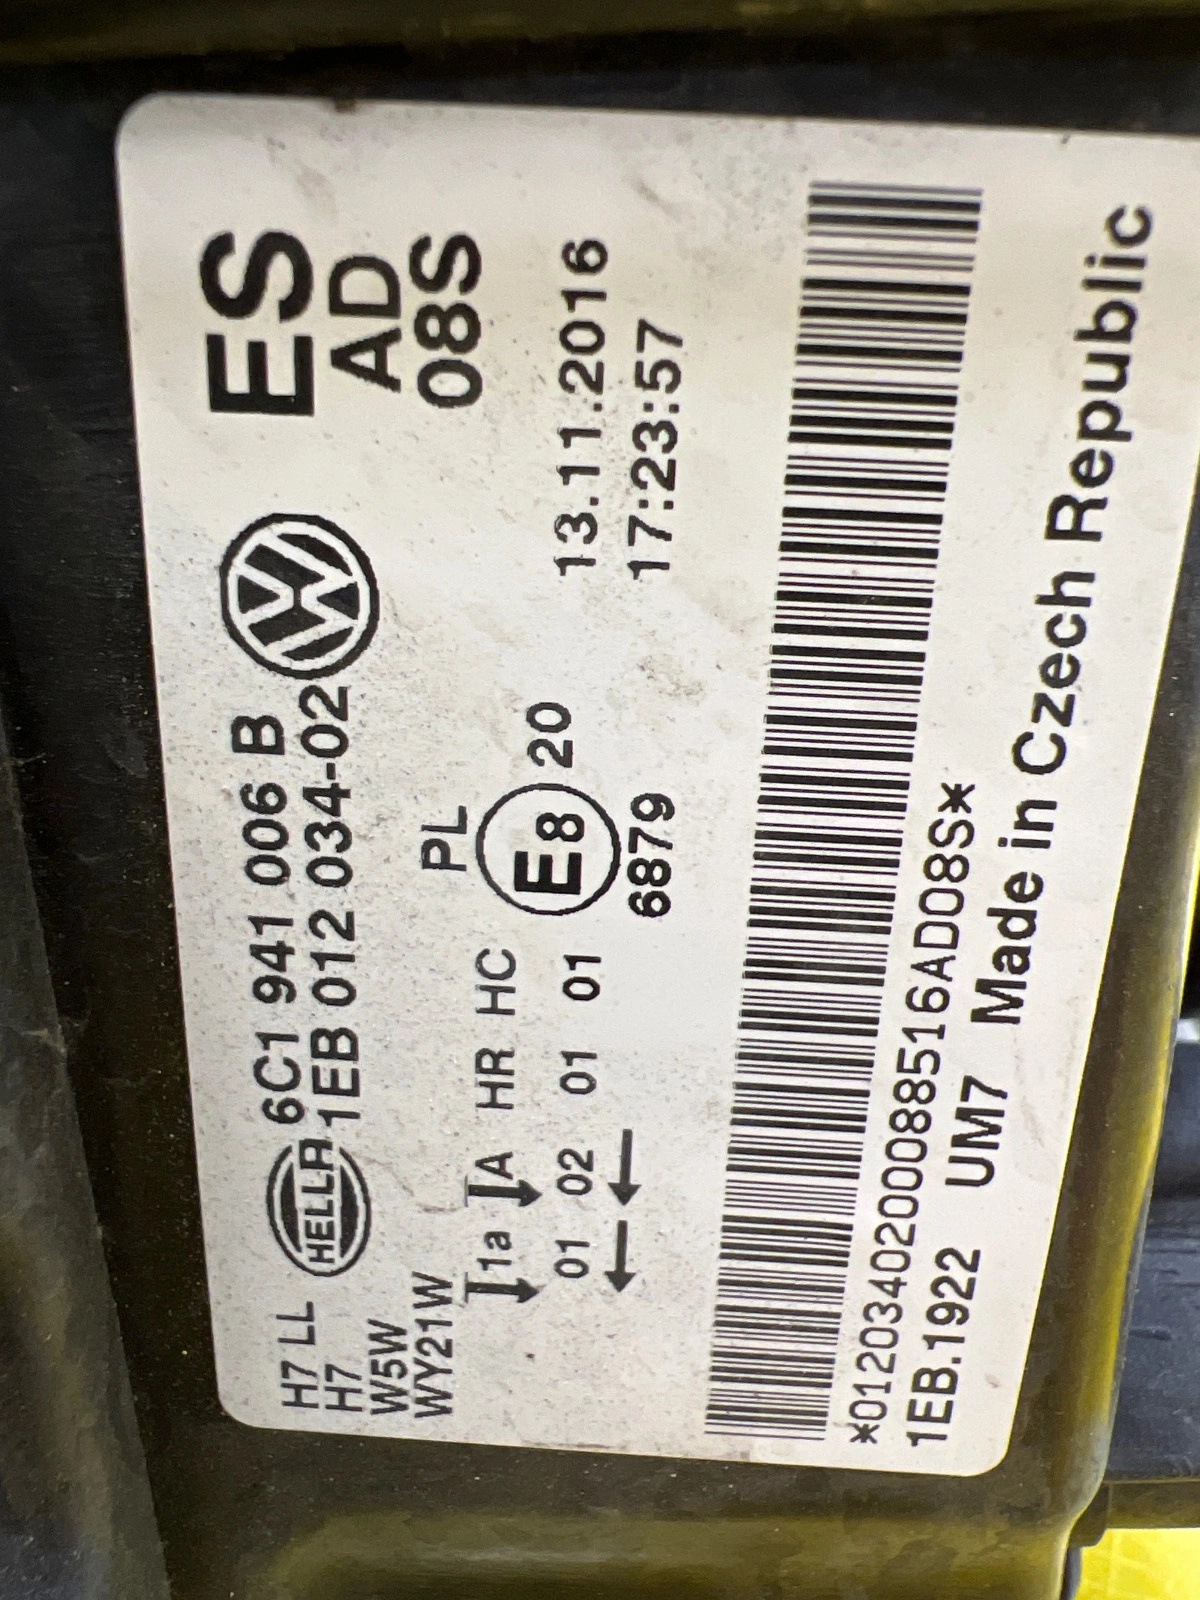 H7 LL
H7
W5W
WY21W
HELLA
6C1 941 006 B
1EB 012 034-02
ES
AD
08S
PL
1a A HR HC
01 02 01 01
E8
20
6879
13.11.2016
17:23:57
*0120340200088516AD08S*
1EB.1922 UM7 Made in Czech Republic